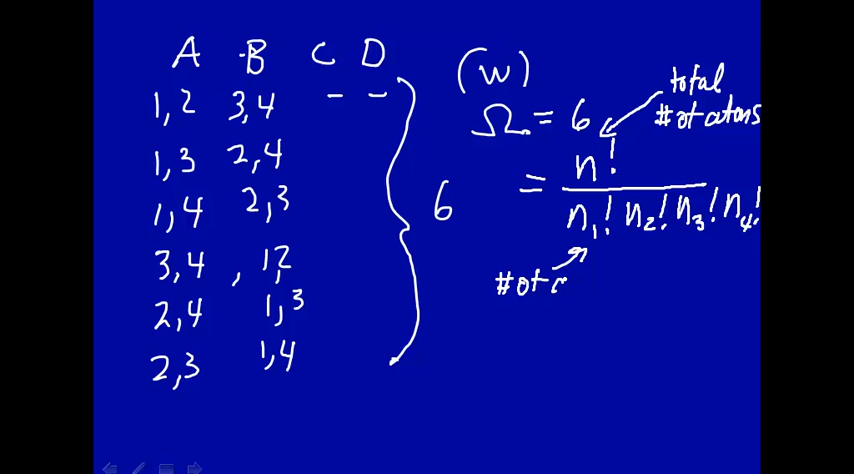 A B C D
1,2 3,4 – –
1,3 2,4
1,4 2,3
3,4 , 1,2
2,4 1,3
2,3 1,4
6
(W)
Ω = 6
total
# of atoms
= n! / n₁! n₂! n₃! n₄!
# of a